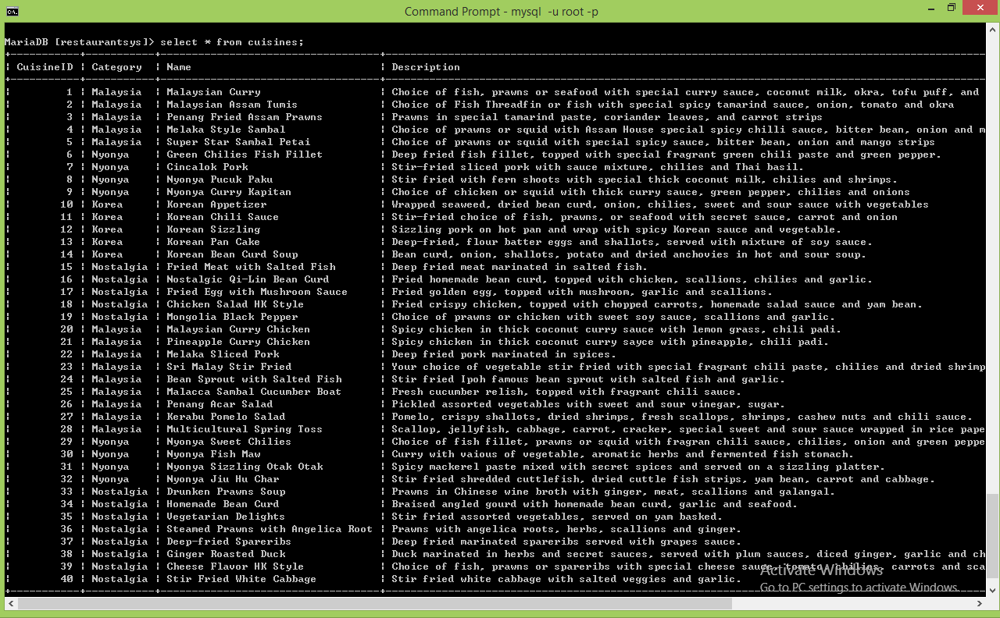 Command Prompt - mysql  -u root -p
MariaDB [restaurantsys]> select * from cuisines;
| CuisineID | Category | Name | Description
| 1 | Malaysia | Malaysian Curry | Choice of fish, prawns or seafood with special curry sauce, coconut milk, okra, tofu puff, and
| 2 | Malaysia | Malaysian Assam Tumis | Choice of Fish Threadfin or fish with special spicy tamarind sauce, onion, tomato and okra
| 3 | Malaysia | Penang Fried Assam Prawns | Prawns in special tamarind paste, coriander leaves, and carrot strips
| 4 | Malaysia | Melaka Style Sambal | Choice of prawns or squid with Assam House special spicy chilli sauce, bitter bean, onion and m
| 5 | Malaysia | Super Star Sambal Petai | Choice of prawns or squid with special spicy sauce, bitter bean, onion and mango strips
| 6 | Nyonya | Green Chilies Fish Fillet | Deep fried fish fillet, topped with special fragrant green chili paste and green pepper.
| 7 | Nyonya | Cincalok Pork | Stir-fried sliced pork with sauce mixture, chilies and Thai basil.
| 8 | Nyonya | Nyonya Pucuk Paku | Stir fried with fern shoots with special thick coconut milk, chilies and shrimps.
| 9 | Nyonya | Nyonya Curry Kapitan | Choice of chicken or squid with thick curry sauce, green pepper, chilies and onions
| 10 | Korea | Korean Appetizer | Wrapped seaweed, dried bean curd, onion, chilies, sweet and sour sauce with vegetables
| 11 | Korea | Korean Chili Sauce | Stir-fried choice of fish, prawns, or seafood with secret sauce, carrot and onion
| 12 | Korea | Korean Sizzling | Sizzling pork on hot pan and wrap with spicy Korean sauce and vegetable.
| 13 | Korea | Korean Pan Cake | Deep-fried, flour batter eggs and shallots, served with mixture of soy sauce.
| 14 | Korea | Korean Bean Curd Soup | Bean curd, onion, shallots, potato and dried anchovies in hot and sour soup.
| 15 | Nostalgia | Fried Meat with Salted Fish | Deep fried meat marinated in salted fish.
| 16 | Nostalgia | Nostalgic Qi-Lin Bean Curd | Fried homemade bean curd, topped with chicken, scallions, chilies and garlic.
| 17 | Nostalgia | Fried Egg with Mushroom Sauce | Fried golden egg, topped with mushroom, garlic and scallions.
| 18 | Nostalgia | Chicken Salad HK Style | Fried crispy chicken, topped with chopped carrots, homemade salad sauce and yam bean.
| 19 | Nostalgia | Mongolia Black Pepper | Choice of prawns or chicken with sweet soy sauce, scallions and garlic.
| 20 | Malaysia | Malaysian Curry Chicken | Spicy chicken in thick coconut curry sauce with lemon grass, chili padi.
| 21 | Malaysia | Pineapple Curry Chicken | Spicy chicken in thick coconut curry sayce with pineapple, chili padi.
| 22 | Malaysia | Melaka Sliced Pork | Deep fried pork marinated in spices.
| 23 | Malaysia | Sri Malay Stir Fried | Your choice of vegetable stir fried with special fragrant chili paste, chilies and dried shrimp
| 24 | Malaysia | Bean Sprout with Salted Fish | Stir fried Ipoh famous bean sprout with salted fish and garlic.
| 25 | Malaysia | Malacca Sambal Cucumber Boat | Fresh cucumber relish, topped with fragrant chili sauce.
| 26 | Malaysia | Penang Acar Salad | Pickled assorted vegetables with sweet and sour vinegar, sugar.
| 27 | Malaysia | Kerabu Pomelo Salad | Pomelo, crispy shallots, dried shrimps, fresh scallops, shrimps, cashew nuts and chili sauce.
| 28 | Malaysia | Multicultural Spring Toss | Scallop, jellyfish, cabbage, carrot, cracker, special sweet and sour sauce wrapped in rice pape
| 29 | Nyonya | Nyonya Sweet Chilies | Choice of fish fillet, prawns or squid with fragran chili sauce, chilies, onion and green peppe
| 30 | Nyonya | Nyonya Fish Maw | Curry with vaious of vegetable, aromatic herbs and fermented fish stomach.
| 31 | Nyonya | Nyonya Sizzling Otak Otak | Spicy mackerel paste mixed with secret spices and served on a sizzling platter.
| 32 | Nyonya | Nyonya Jiu Hu Char | Stir fried shredded cuttlefish, dried cuttle fish strips, yam bean, carrot and cabbage.
| 33 | Nostalgia | Drunken Prawns Soup | Prawns in Chinese wine broth with ginger, meat, scallions and galangal.
| 34 | Nostalgia | Homemade Bean Curd | Braised angled gourd with homemade bean curd, garlic and seafood.
| 35 | Nostalgia | Vegetarian Delights | Stir fried assorted vegetables, served on yam basked.
| 36 | Nostalgia | Steamed Prawns with Angelica Root | Prawns with angelica roots, herbs, scallions and ginger.
| 37 | Nostalgia | Deep-fried Spareribs | Deep fried marinated spareribs served with grapes sauce.
| 38 | Nostalgia | Ginger Roasted Duck | Duck marinated in herbs and secret sauces, served with plum sauces, diced ginger, garlic and ch
| 39 | Nostalgia | Cheese Flavor HK Style | Choice of fish, prawns or spareribs with special cheese sauce, tomato, chillies, carrots and sca
| 40 | Nostalgia | Stir Fried White Cabbage | Stir fried white cabbage with salted veggies and garlic.
Activate Windows
Go to PC settings to activate Windows.